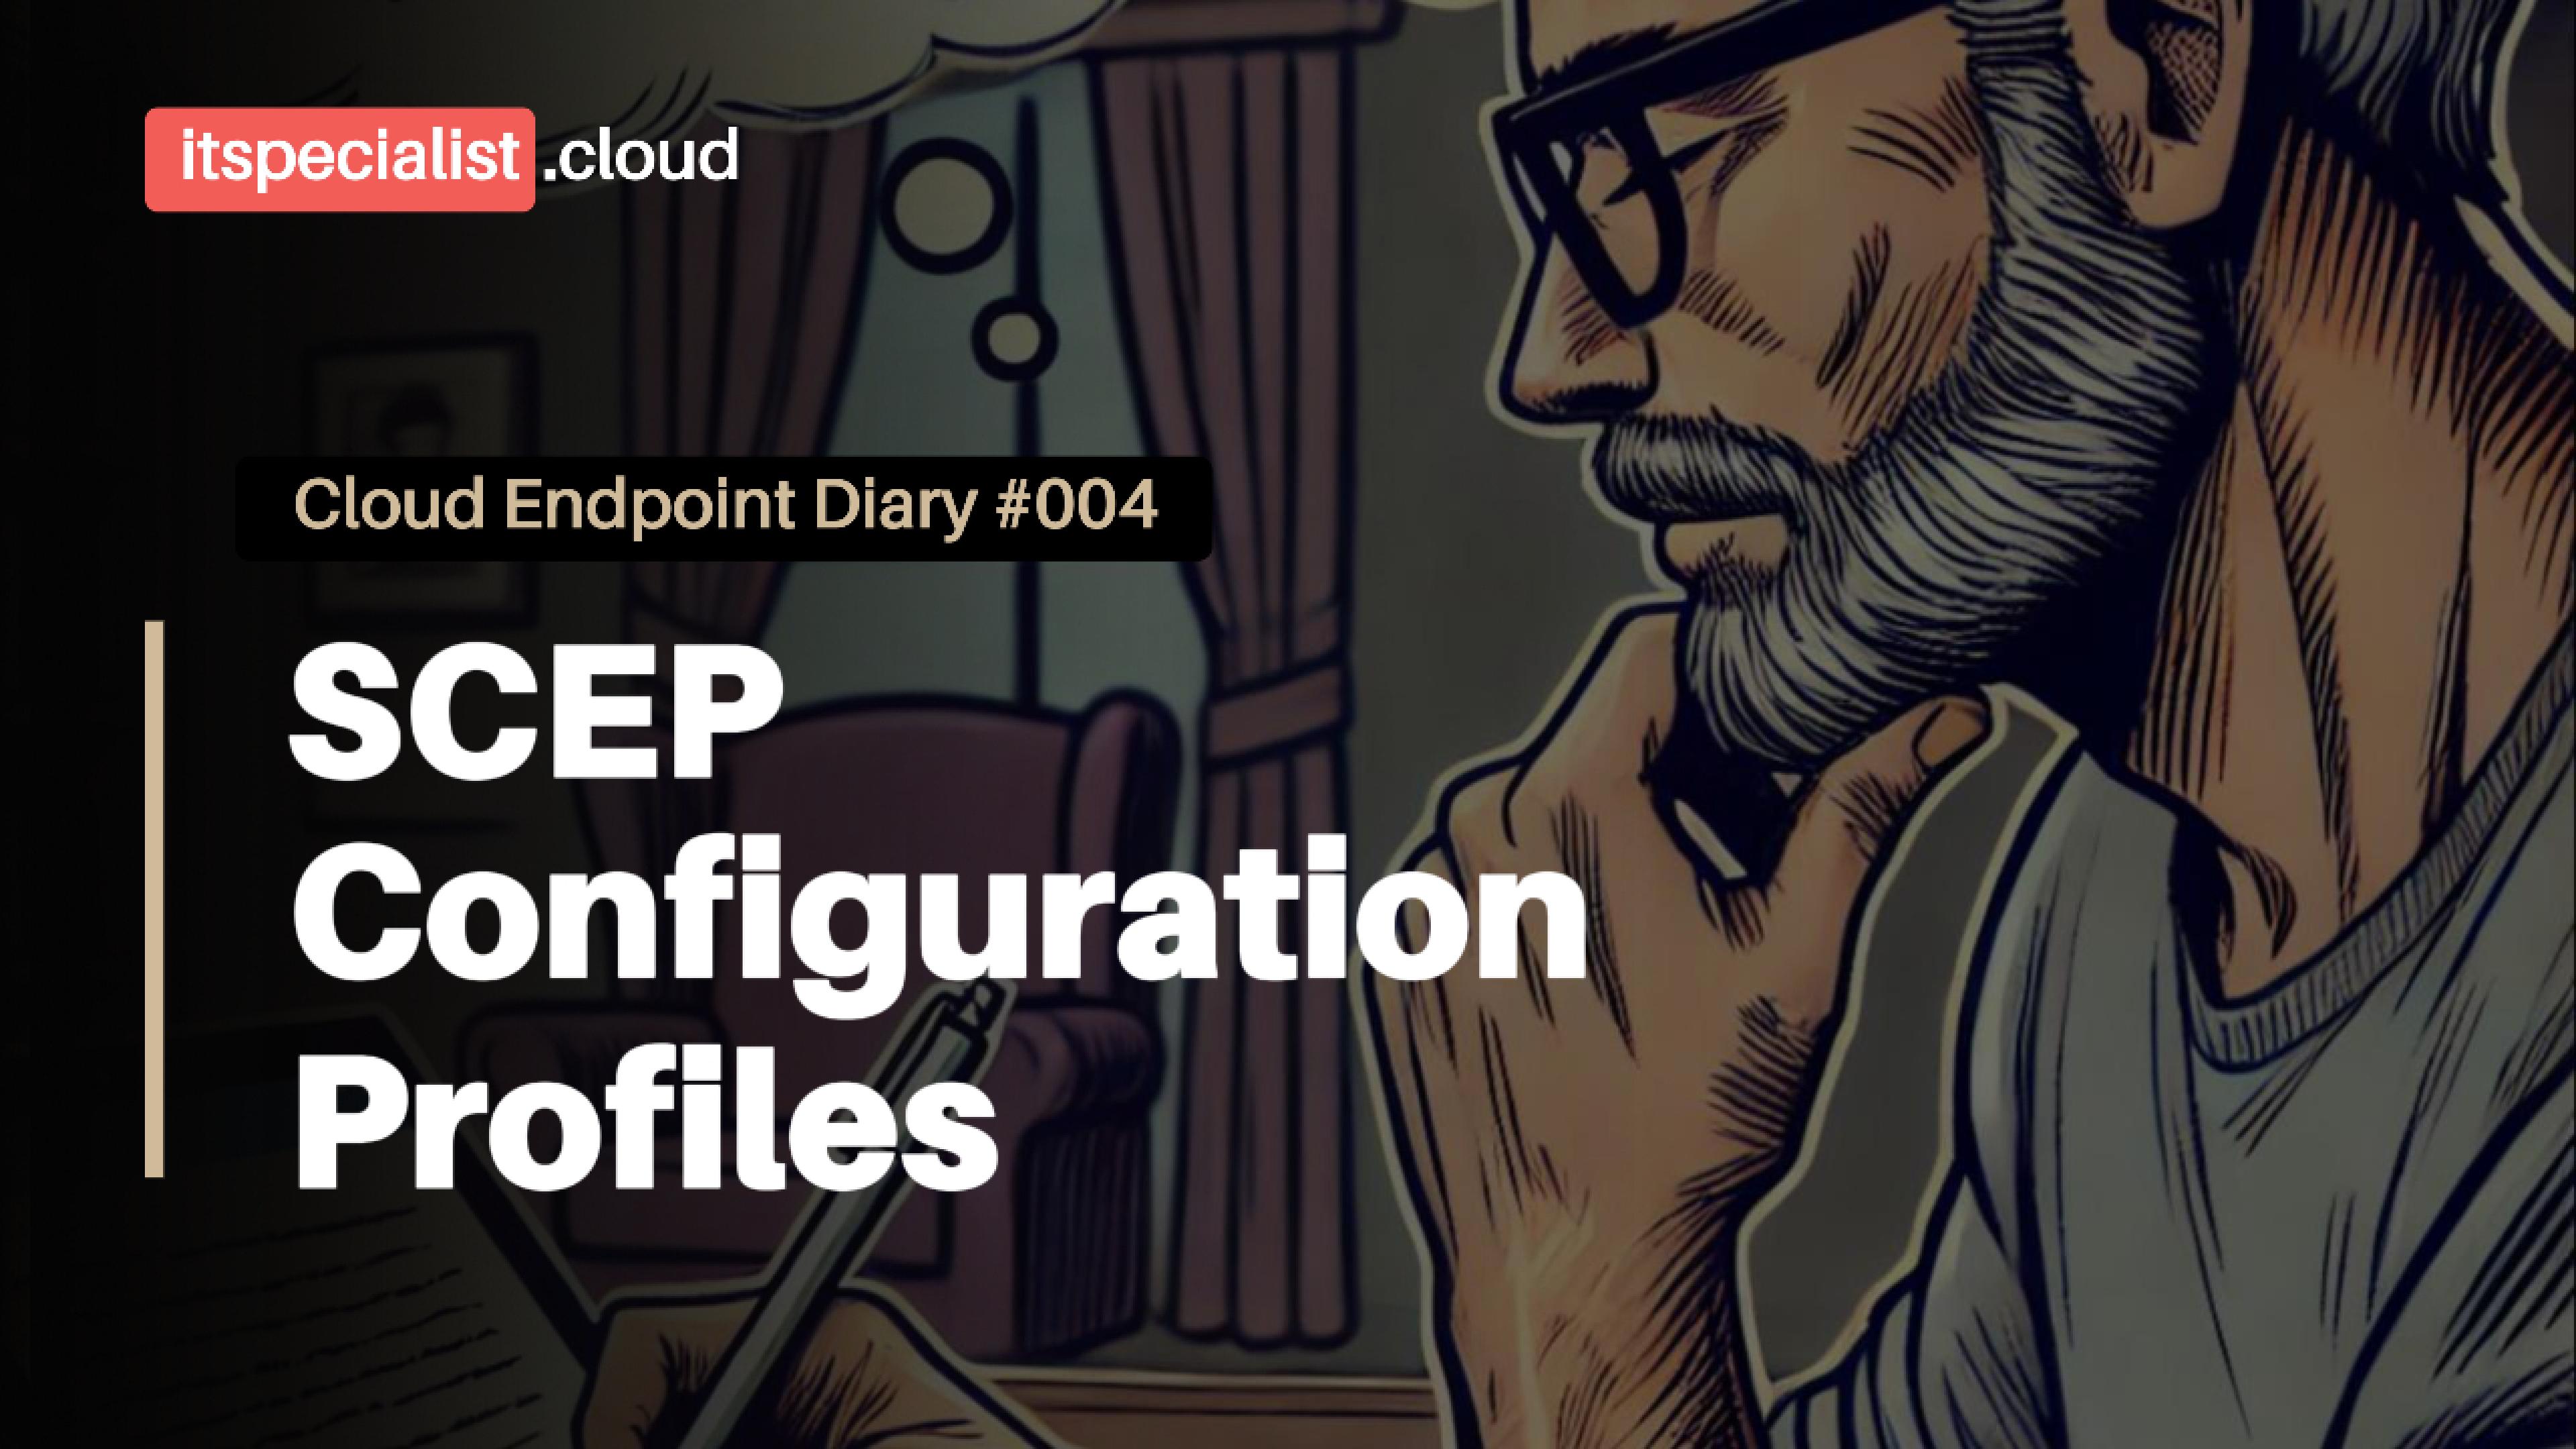 itspecialist.cloud
Cloud Endpoint Diary #004
SCEP
Configuration
Profiles